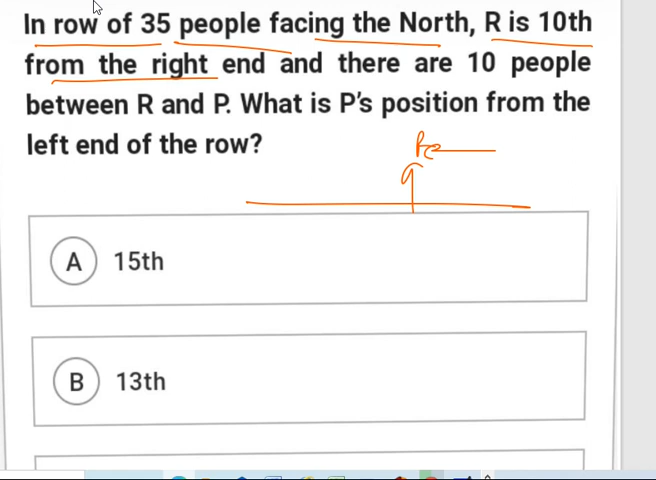 In row of 35 people facing the North, R is 10th
from the right end and there are 10 people
between R and P. What is P's position from the
left end of the row?
A 15th
B 13th